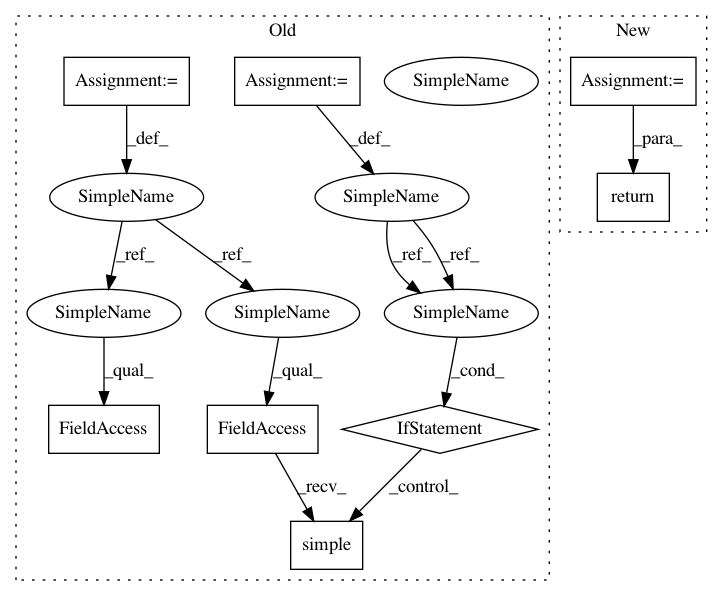 Old
New
Assignment:=
Assignment:=
SimpleName
Assignment:=
_def_
_def_
_para_
SimpleName
SimpleName
return
_ref_
_ref_
_ref_
_ref_
SimpleName
SimpleName
SimpleName
_qual_
_qual_
_cond_
FieldAccess
FieldAccess
IfStatement
_recv_
_control_
simple